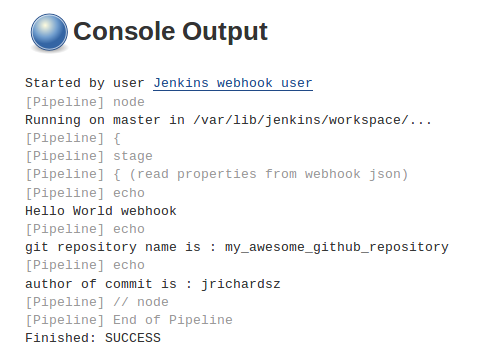 Console Output
Started by user Jenkins webhook user
[Pipeline] node
Running on master in /var/lib/jenkins/workspace/...
[Pipeline] {
[Pipeline] stage
[Pipeline] { (read properties from webhook json)
[Pipeline] echo
Hello World webhook
[Pipeline] echo
git repository name is : my_awesome_github_repository
[Pipeline] echo
author of commit is : jrichardsz
[Pipeline] // node
[Pipeline] End of Pipeline
Finished: SUCCESS